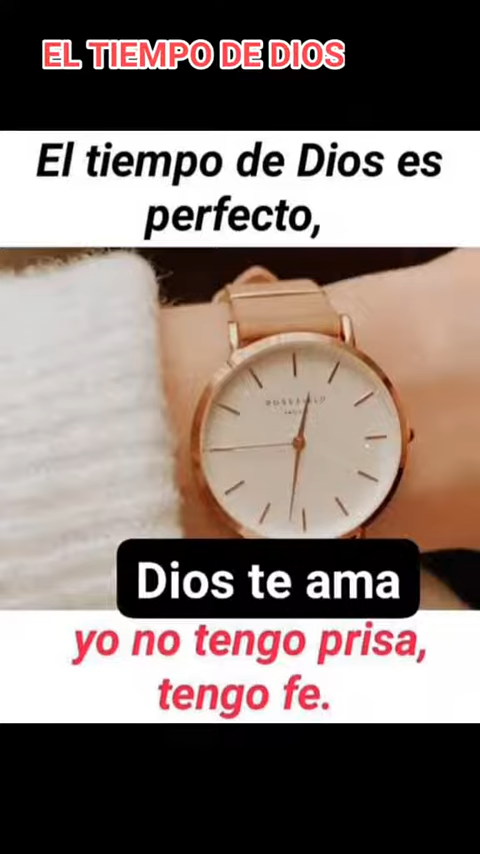 EL TIEMPO DE DIOS
El tiempo de Dios es
perfecto,
ROSEFIELD
Dios te ama
yo no tengo prisa,
tengo fe.